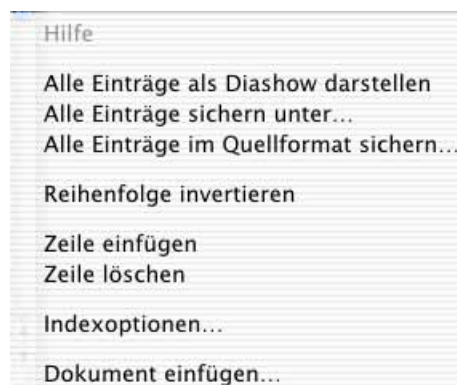 Hilfe
Alle Einträge als Diashow darstellen
Alle Einträge sichern unter...
Alle Einträge im Quellformat sichern...
Reihenfolge invertieren
Zeile einfügen
Zeile löschen
Indexoptionen...
Dokument einfügen...